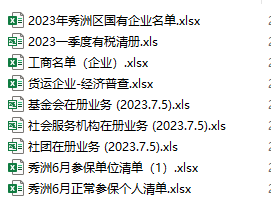 2023年秀洲区国有企业名单.xlsx
2023一季度有税清册.xls
工商名单（企业）.xlsx
货运企业-经济普查.xlsx
基金会在册业务 (2023.7.5).xls
社会服务机构在册业务 (2023.7.5).xls
社团在册业务 (2023.7.5).xls
秀洲6月参保单位清单（1）.xlsx
秀洲6月正常参保个人清单.xlsx